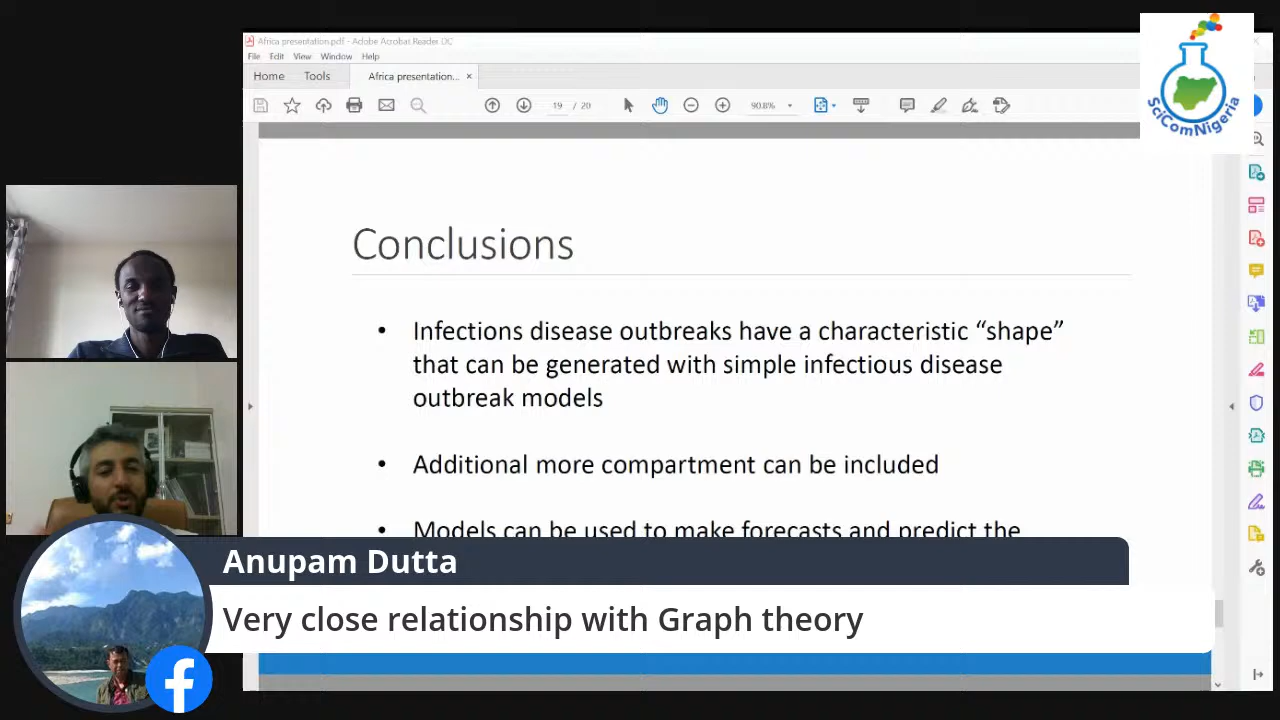 Africa presentation.pdf - Adobe Acrobat Reader DC
File Edit View Window Help
Home Tools Africa presentation... ×
19 / 20 90.8%
SciComNigeria
Conclusions
• Infections disease outbreaks have a characteristic “shape”
that can be generated with simple infectious disease
outbreak models
• Additional more compartment can be included
• Models can be used to make forecasts and predict the
Anupam Dutta
Very close relationship with Graph theory